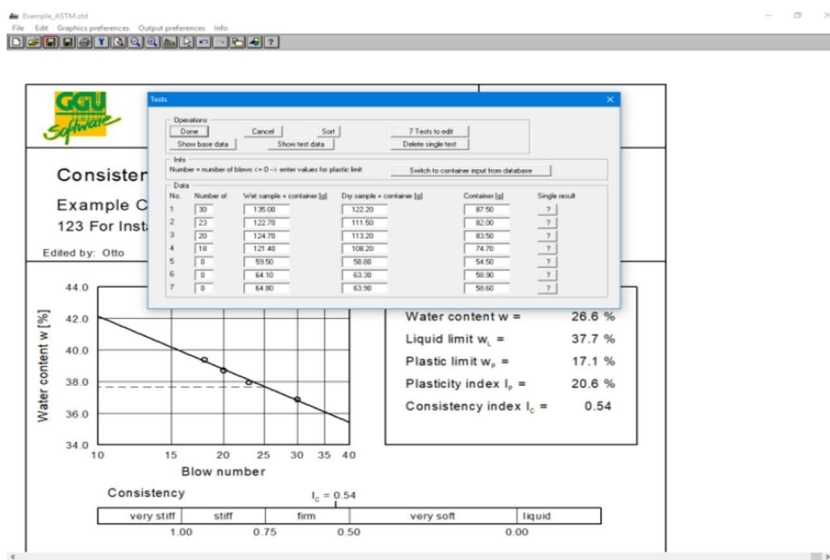 Example_ASTM.ztd
File Edit Graphics preferences Output preferences Info
GGU
Software
Consister
Example C
123 For Inst
Edited by: Otto
Tests
Operations
Done Cancel Sort 7 Tests to edit
Show base data Show test data Delete single test
Info
Number = number of blows <= 0 -> enter values for plastic limit Switch to container input from database
Data
No. Number of Wet sample + container [g] Dry sample + container [g] Container [g] Single result
1 30 135.00 122.20 87.50 ?
2 23 122.70 111.50 82.00 ?
3 20 124.70 113.20 83.50 ?
4 18 121.40 108.20 74.70 ?
5 0 59.50 58.80 54.50 ?
6 0 64.10 63.30 58.90 ?
7 0 64.80 63.90 58.60 ?
Water content w [%]
44.0
42.0
40.0
38.0
36.0
34.0
10 15 20 25 30 35 40
Blow number
Water content w = 26.6 %
Liquid limit wL = 37.7 %
Plastic limit wP = 17.1 %
Plasticity index IP = 20.6 %
Consistency index Ic = 0.54
Consistency
Ic = 0.54
very stiff stiff firm very soft liquid
1.00 0.75 0.50 0.00